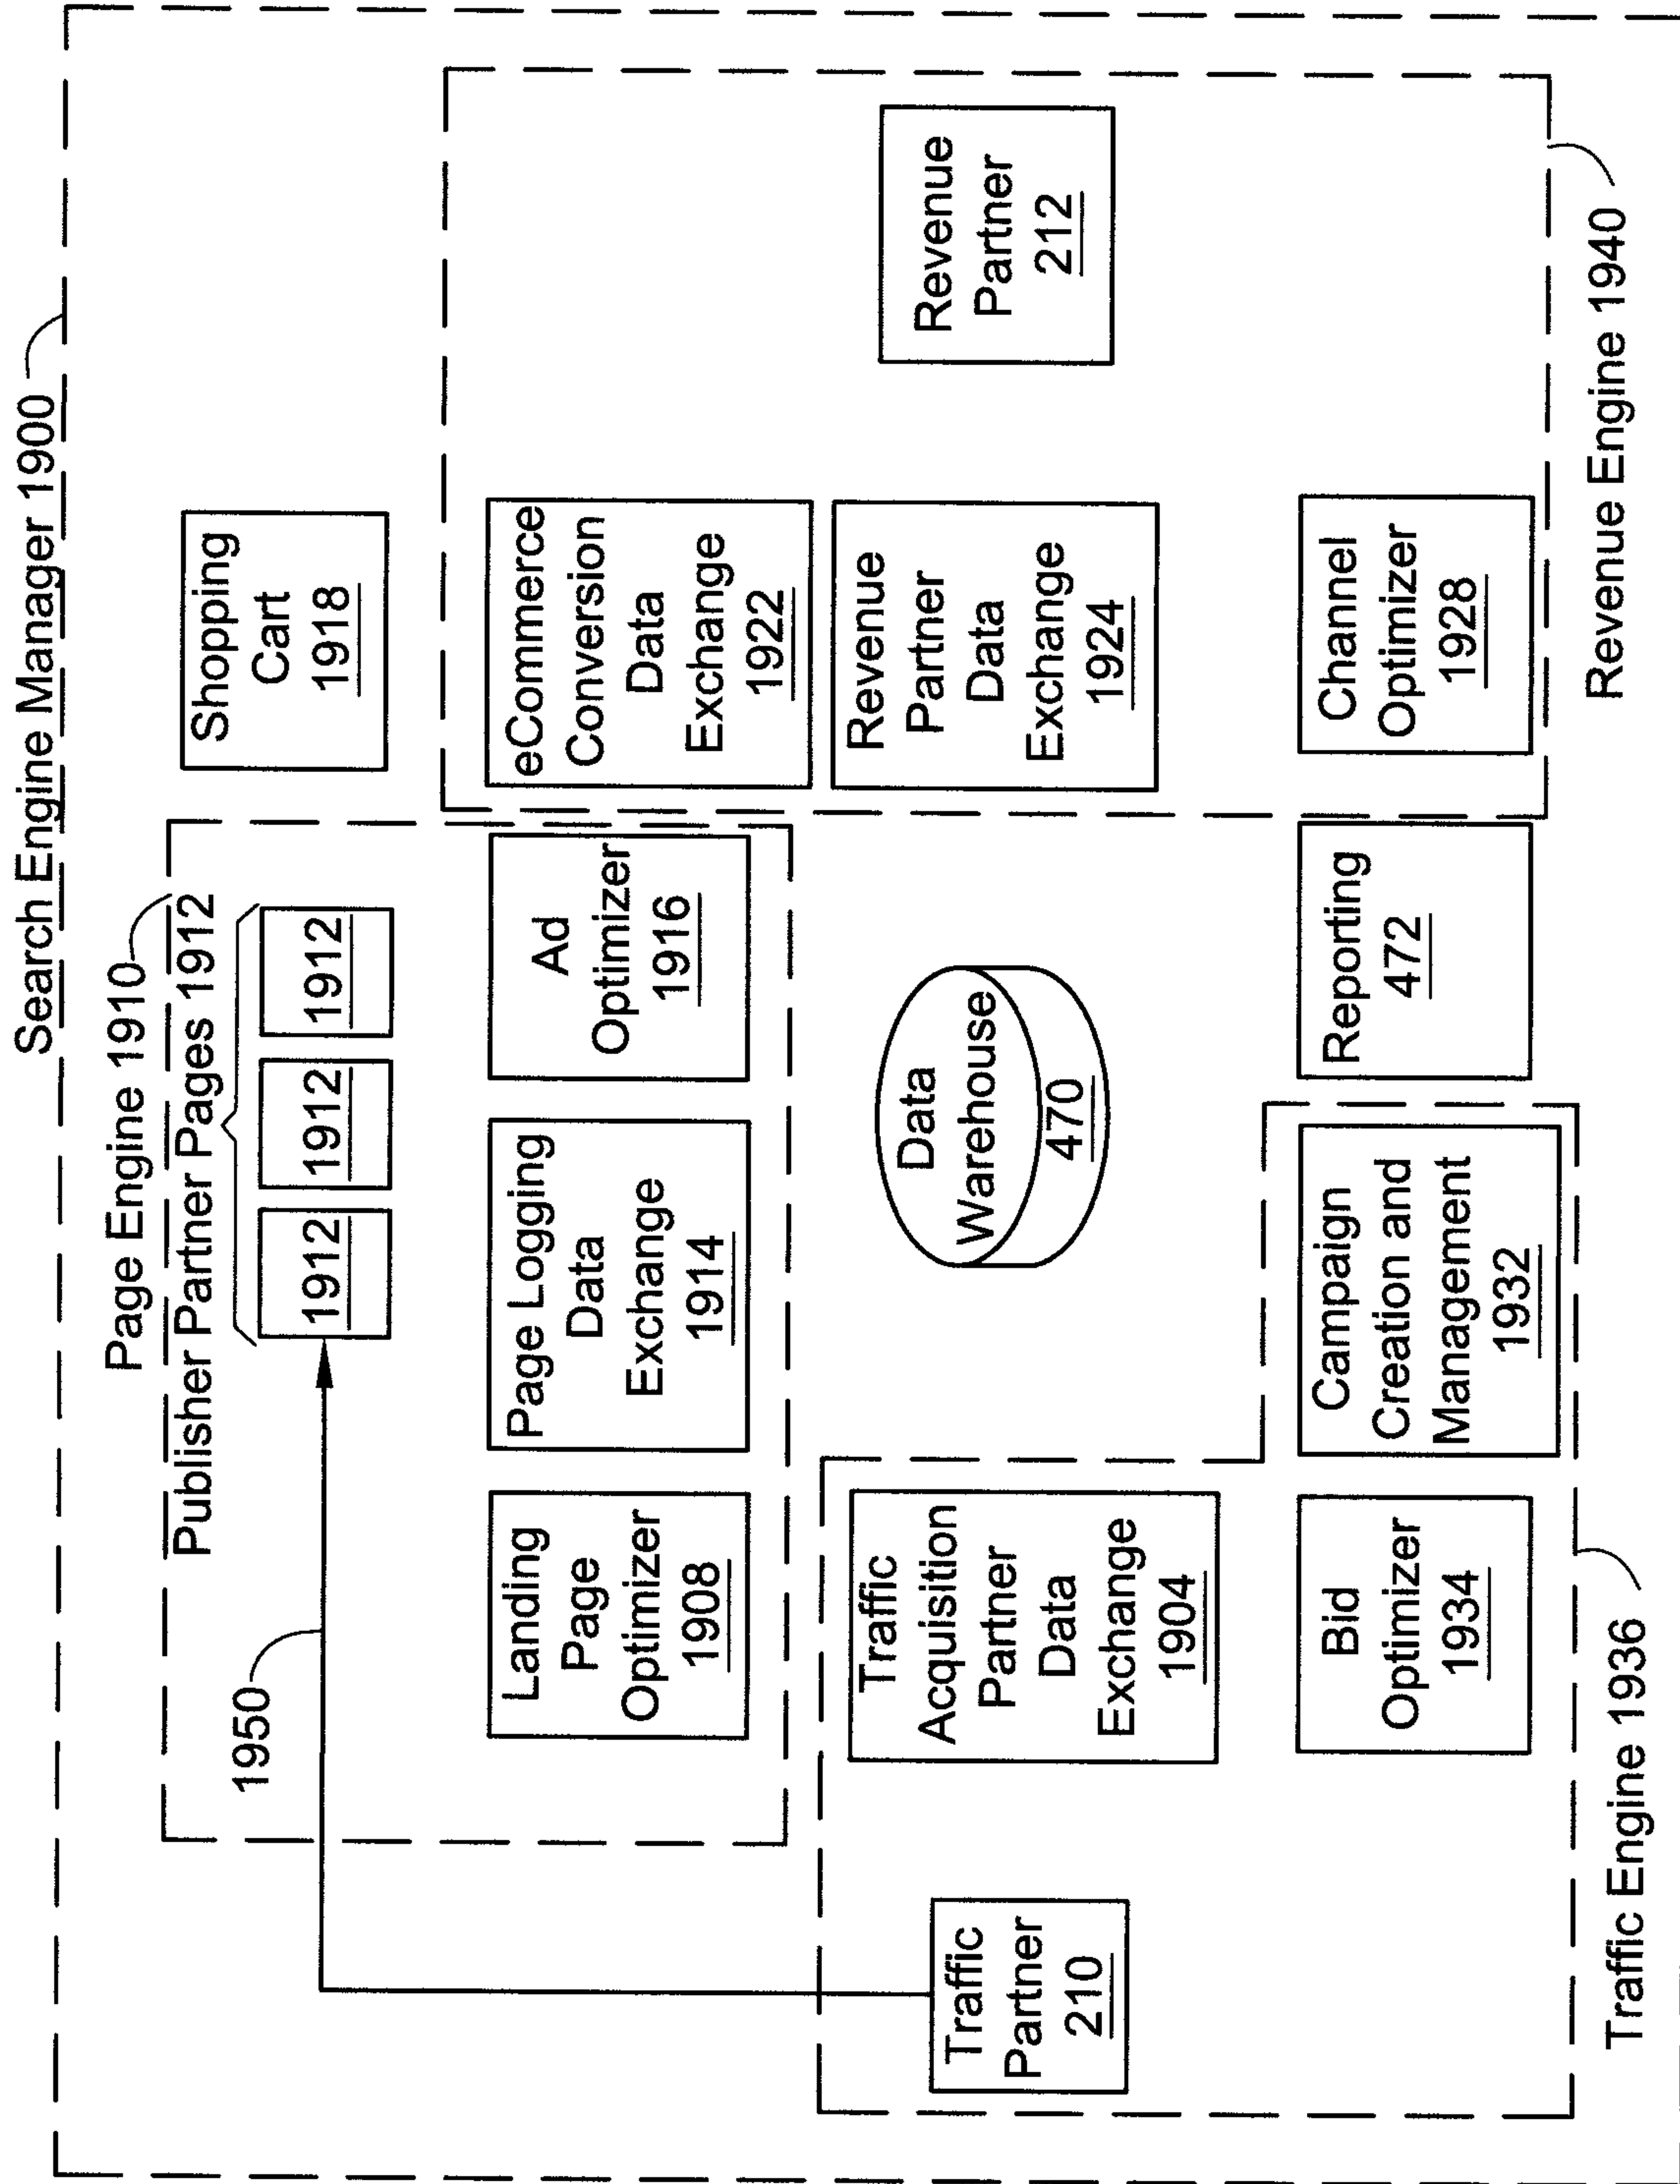 Search Engine Manager 1900
Page Engine 1910
Publisher Partner Pages 1912
1912
1912
1912
1950
Shopping
Cart
1918
Landing
Page
Optimizer
1908
Page Logging
Data
Exchange
1914
Ad
Optimizer
1916
eCommerce
Conversion
Data
Exchange
1922
Traffic
Partner
210
Traffic
Acquisition
Partner
Data
Exchange
1904
Data
Warehouse
470
Revenue
Partner
Data
Exchange
1924
Revenue
Partner
212
Bid
Optimizer
1934
Campaign
Creation and
Management
1932
Reporting
472
Channel
Optimizer
1928
Traffic Engine 1936
Revenue Engine 1940